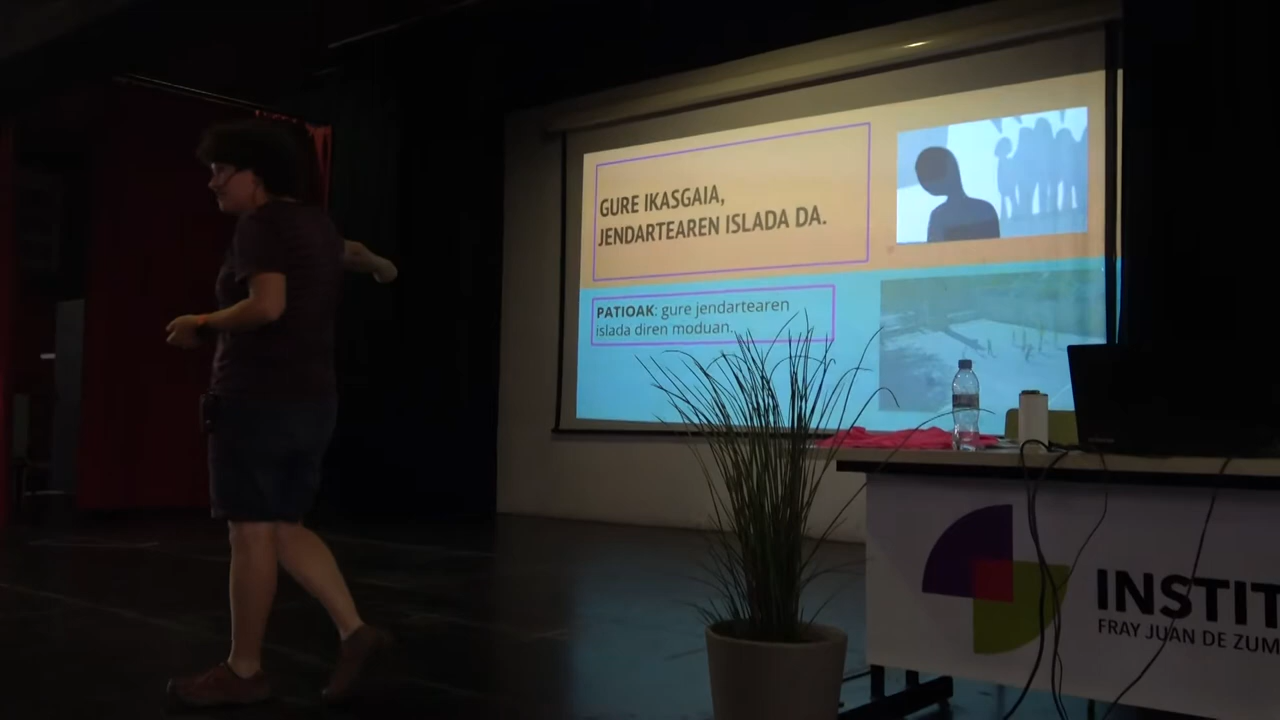 GURE IKASGAIA,
JENDARTEAREN ISLADA DA.
PATIOAK: gure jendartearen
islada diren moduan.
INSTIT
FRAY JUAN DE ZUM